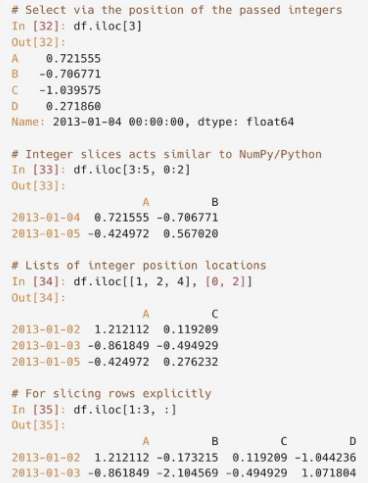 # Select via the position of the passed integers
In [32]: df.iloc[3]
Out[32]:
A    0.721555
B   -0.706771
C   -1.039575
D    0.271860
Name: 2013-01-04 00:00:00, dtype: float64
# Integer slices acts similar to NumPy/Python
In [33]: df.iloc[3:5, 0:2]
Out[33]:
                   A         B
2013-01-04  0.721555 -0.706771
2013-01-05 -0.424972  0.567020
# Lists of integer position locations
In [34]: df.iloc[[1, 2, 4], [0, 2]]
Out[34]:
                   A         C
2013-01-02  1.212112  0.119209
2013-01-03 -0.861849 -0.494929
2013-01-05 -0.424972  0.276232
# For slicing rows explicitly
In [35]: df.iloc[1:3, :]
Out[35]:
                   A         B         C         D
2013-01-02  1.212112 -0.173215  0.119209 -1.044236
2013-01-03 -0.861849 -2.104569 -0.494929  1.071804